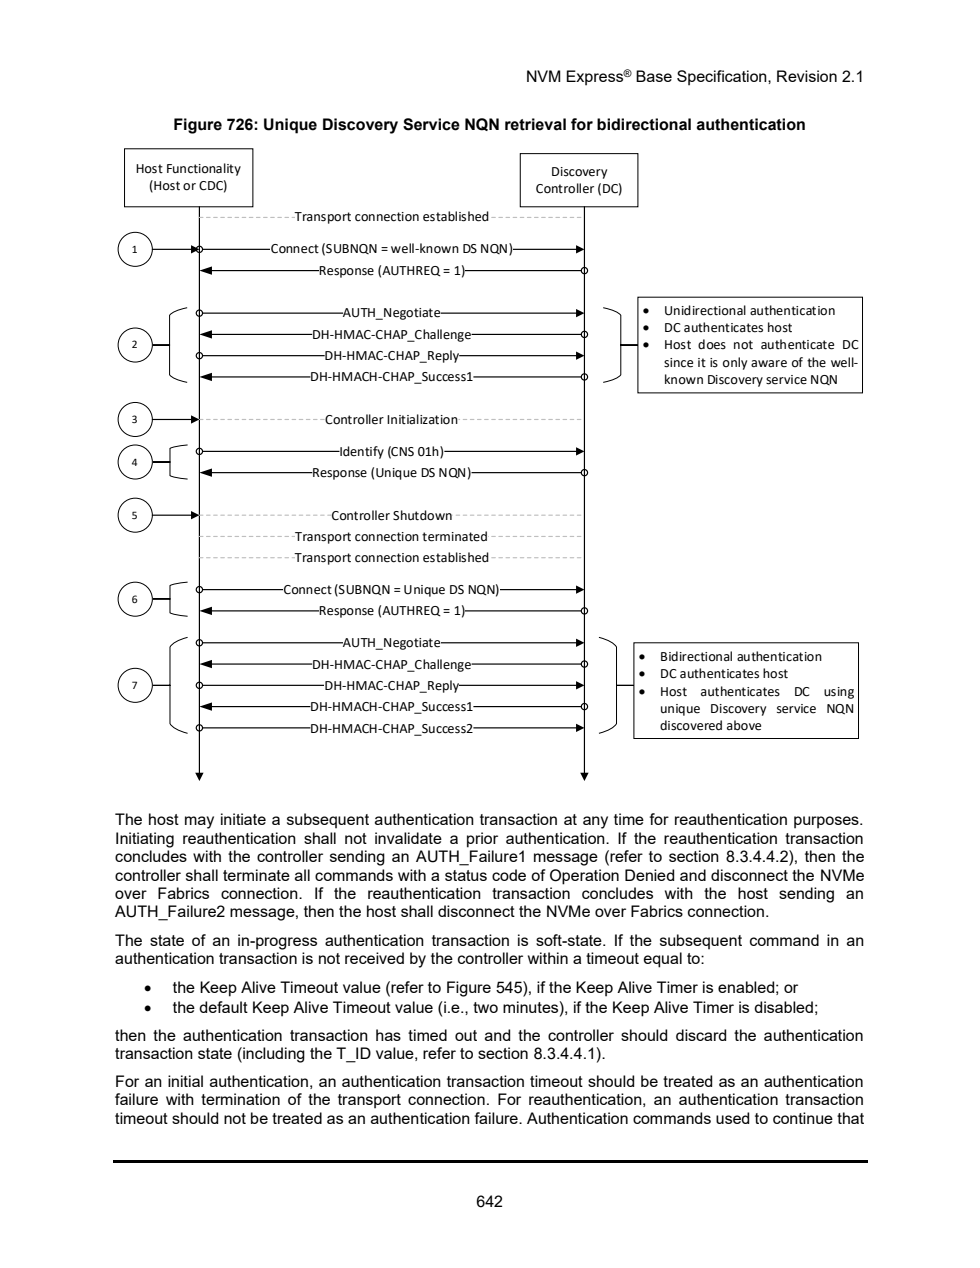 NVM Express® Base Specification, Revision 2.1
Figure 726: Unique Discovery Service NQN retrieval for bidirectional authentication
Host Functionality
(Host or CDC)
Discovery
Controller (DC)
Transport connection established
1
Connect (SUBNQN = well-known DS NQN)
Response (AUTHREQ = 1)
2
AUTH_Negotiate
DH-HMAC-CHAP_Challenge
DH-HMAC-CHAP_Reply
DH-HMACH-CHAP_Success1
• Unidirectional authentication
• DC authenticates host
• Host does not authenticate DC
since it is only aware of the well-
known Discovery service NQN
3
Controller Initialization
4
Identify (CNS 01h)
Response (Unique DS NQN)
5
Controller Shutdown
Transport connection terminated
Transport connection established
6
Connect (SUBNQN = Unique DS NQN)
Response (AUTHREQ = 1)
7
AUTH_Negotiate
DH-HMAC-CHAP_Challenge
DH-HMAC-CHAP_Reply
DH-HMACH-CHAP_Success1
DH-HMACH-CHAP_Success2
• Bidirectional authentication
• DC authenticates host
• Host authenticates DC using
unique Discovery service NQN
discovered above
The host may initiate a subsequent authentication transaction at any time for reauthentication purposes.
Initiating reauthentication shall not invalidate a prior authentication. If the reauthentication transaction
concludes with the controller sending an AUTH_Failure1 message (refer to section 8.3.4.4.2), then the
controller shall terminate all commands with a status code of Operation Denied and disconnect the NVMe
over Fabrics connection. If the reauthentication transaction concludes with the host sending an
AUTH_Failure2 message, then the host shall disconnect the NVMe over Fabrics connection.
The state of an in-progress authentication transaction is soft-state. If the subsequent command in an
authentication transaction is not received by the controller within a timeout equal to:
• the Keep Alive Timeout value (refer to Figure 545), if the Keep Alive Timer is enabled; or
• the default Keep Alive Timeout value (i.e., two minutes), if the Keep Alive Timer is disabled;
then the authentication transaction has timed out and the controller should discard the authentication
transaction state (including the T_ID value, refer to section 8.3.4.4.1).
For an initial authentication, an authentication transaction timeout should be treated as an authentication
failure with termination of the transport connection. For reauthentication, an authentication transaction
timeout should not be treated as an authentication failure. Authentication commands used to continue that
642